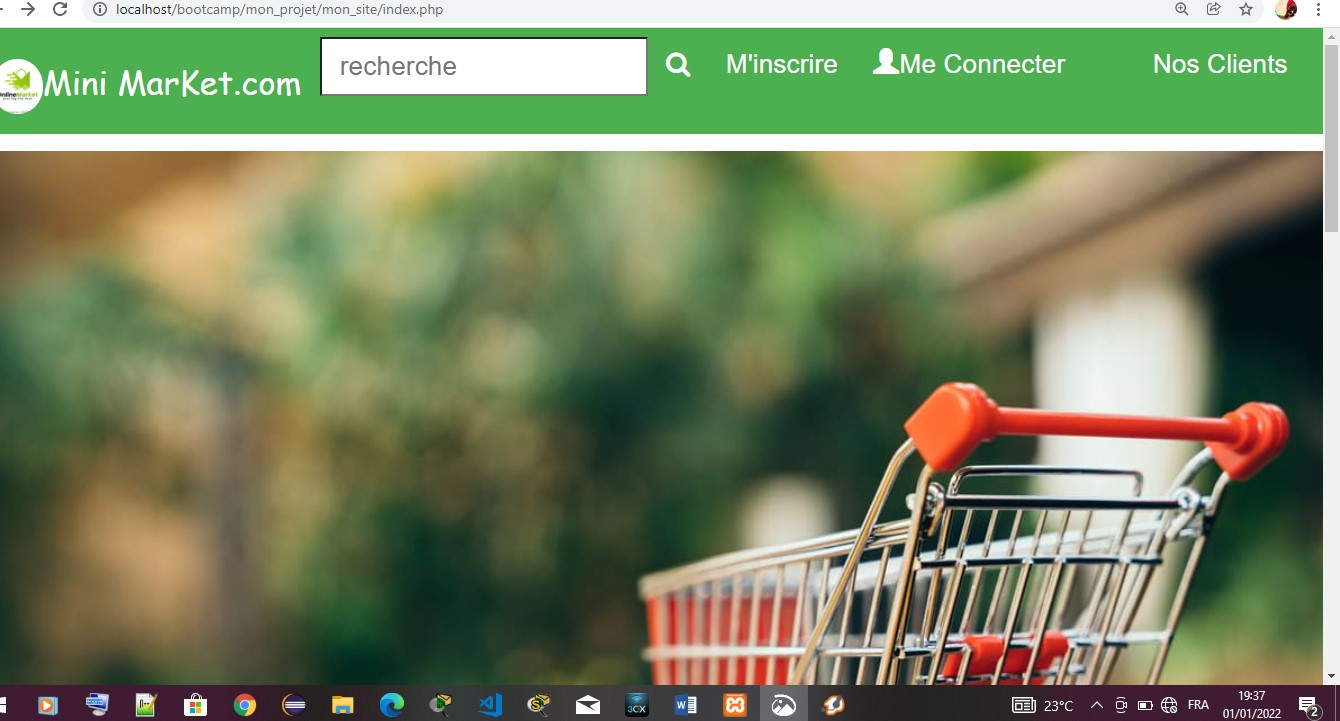 localhost/bootcamp/mon_projet/mon_site/index.php
Mini MarKet.com
recherche
M'inscrire
Me Connecter
Nos Clients
3CX
23°C
FRA
19:37
01/01/2022
2